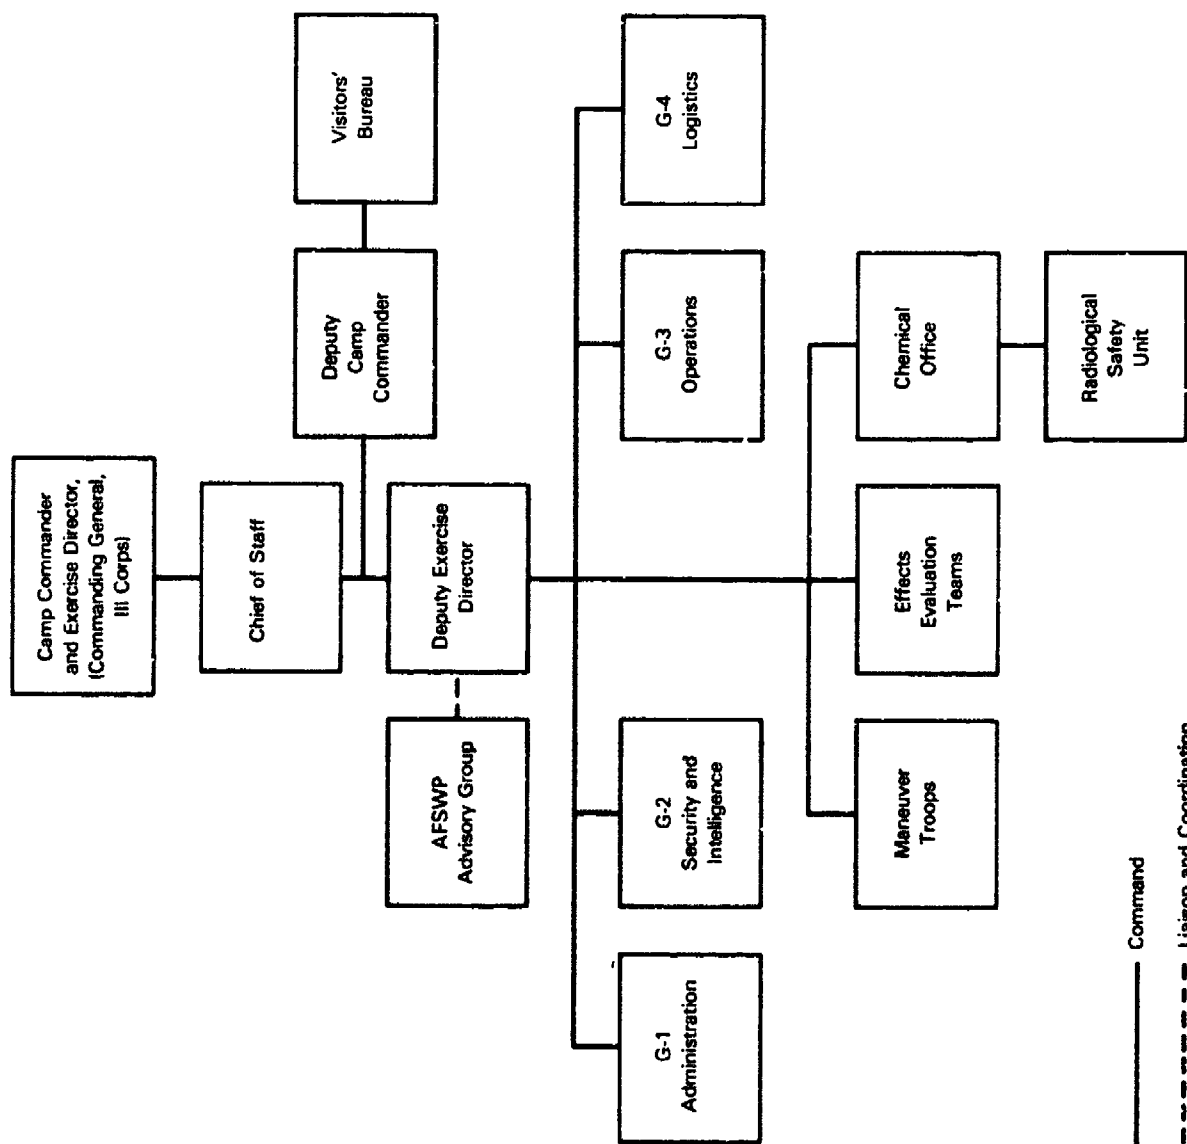 Camp Commander
and Exercise Director,
(Commanding General,
III Corps)
Chief of Staff
Deputy
Camp
Commander
Visitors'
Bureau
AFSWP
Advisory Group
Deputy Exercise
Director
G-1
Administration
G-2
Security and
Intelligence
G-3
Operations
G-4
Logistics
Maneuver
Troops
Effects
Evaluation
Teams
Chemical
Office
Radiological
Safety
Unit
Command
Liaison and Coordination